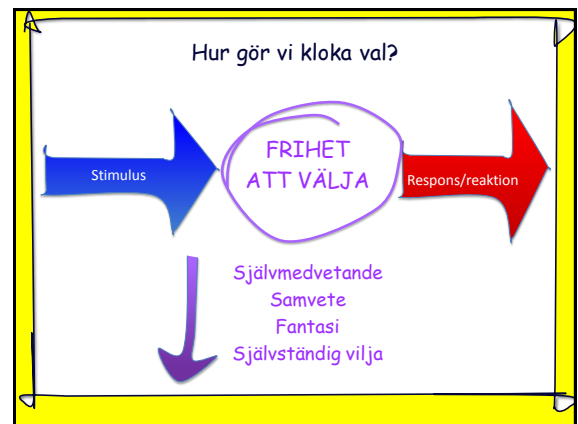 Hur gör vi kloka val?
Stimulus
FRIHET
ATT VÄLJA
Respons/reaktion
Självmedvetande
Samvete
Fantasi
Självständig vilja